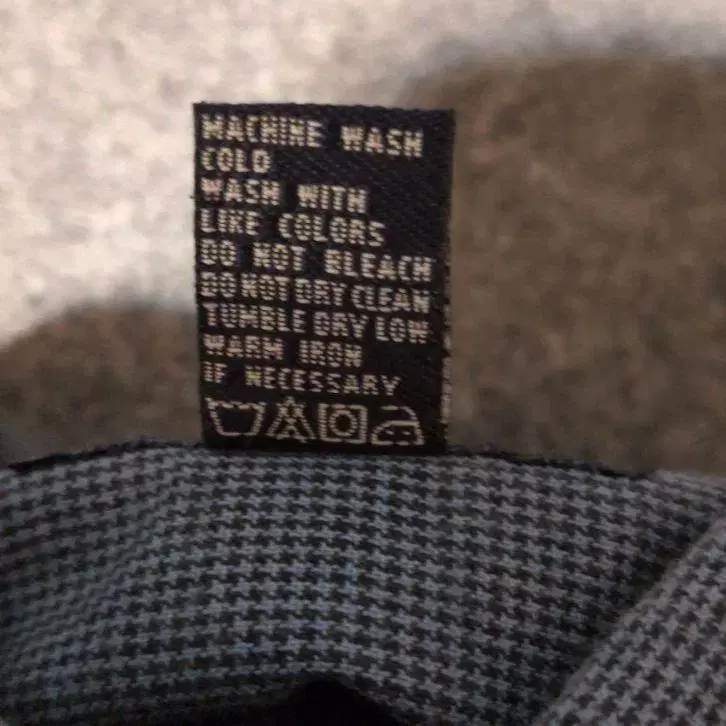 MACHINE WASH
COLD
WASH WITH
LIKE COLORS
DO NOT BLEACH
DO NOT DRY CLEAN
TUMBLE DRY LOW
WARM IRON
IF NECESSARY